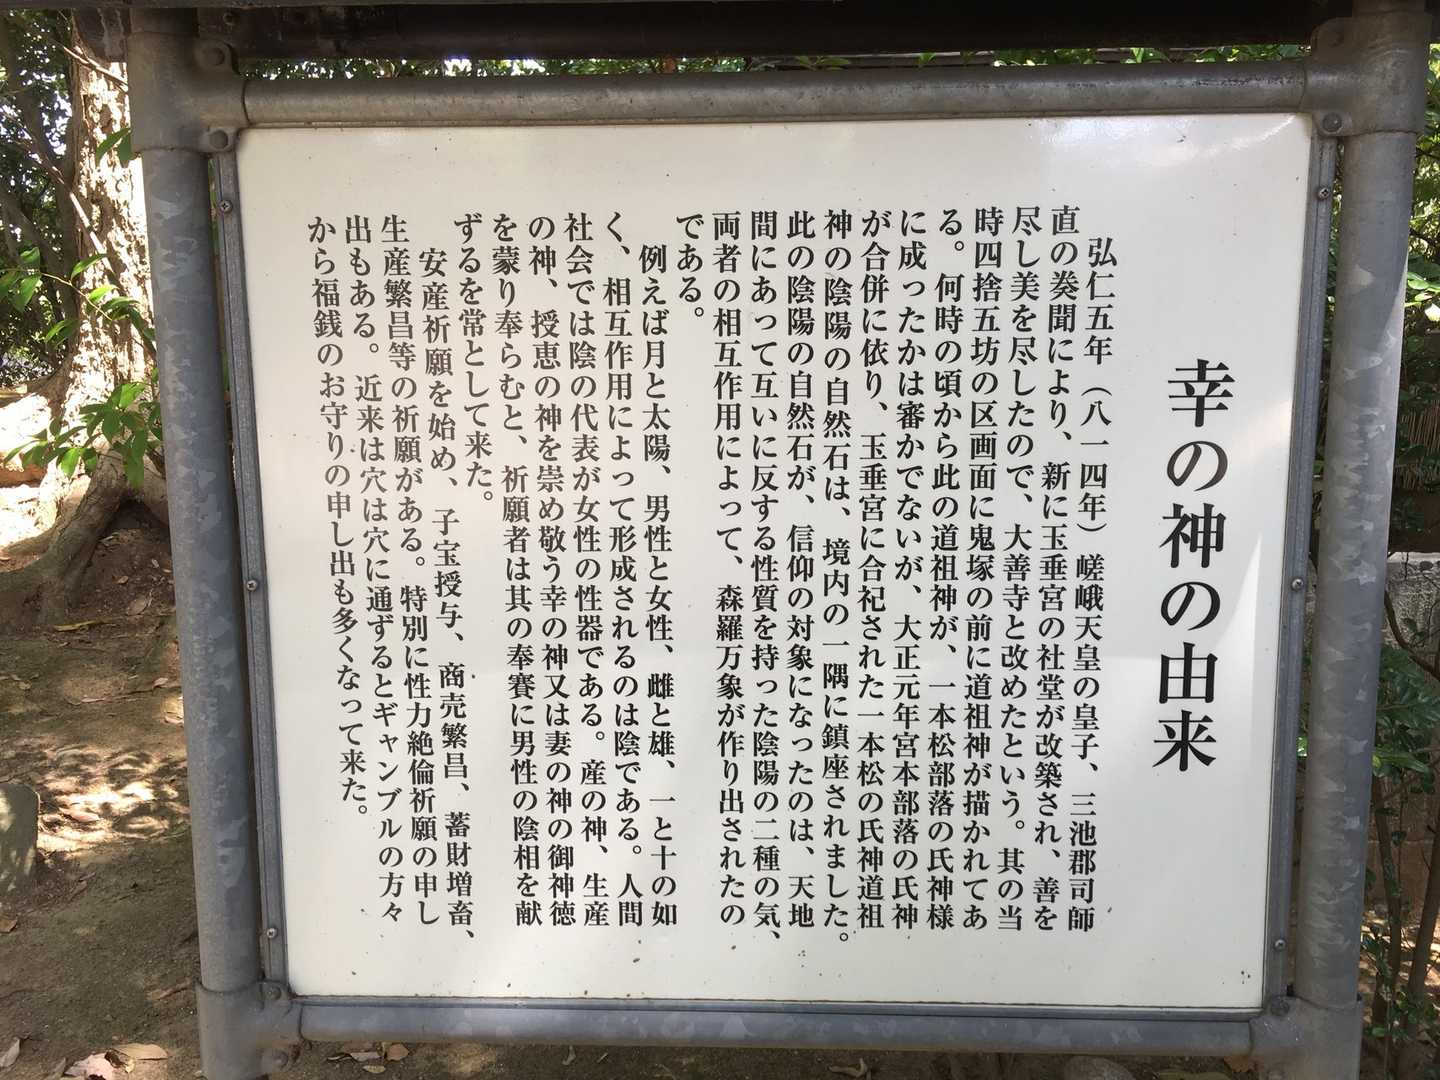 幸の神の由来
弘仁五年（八一四年）嵯峨天皇の皇子、三池郡司師
直の奏聞により、新に玉垂宮の社堂が改築され、善を
尽し美を尽したので、大善寺と改めたという。其の当
時四捨五坊の区画面に鬼塚の前に道祖神が描かれてあ
る。何時の頃から此の道祖神が、一本松部落の氏神様
に成ったかは審かでないが、大正元年宮本部落の氏神
が合併に依り、玉垂宮に合祀された一本松の氏神道祖
神の陰陽の自然石は、境内の一隅に鎮座されました。
此の陰陽の自然石が、信仰の対象になったのは、天地
間にあって互いに反する性質を持った陰陽の二種の気、
両者の相互作用によって、森羅万象が作り出されたの
である。
例えば月と太陽、男性と女性、雌と雄、一と十の如
く、相互作用によって形成されるのは陰である。人間
社会では陰の代表が女性の性器である。産の神、生産
の神、授恵の神を崇め敬う幸の神又は妻の神の御神徳
を蒙り奉らむと、祈願者は其の奉賽に男性の陰相を献
ずるを常として来た。
安産祈願を始め、子宝授与、商売繁昌、蓄財増畜、
生産繁昌等の祈願がある。特別に性力絶倫祈願の申し
出もある。近来は穴は穴に通ずるとギャンブルの方々
から福銭のお守りの申し出も多くなって来た。